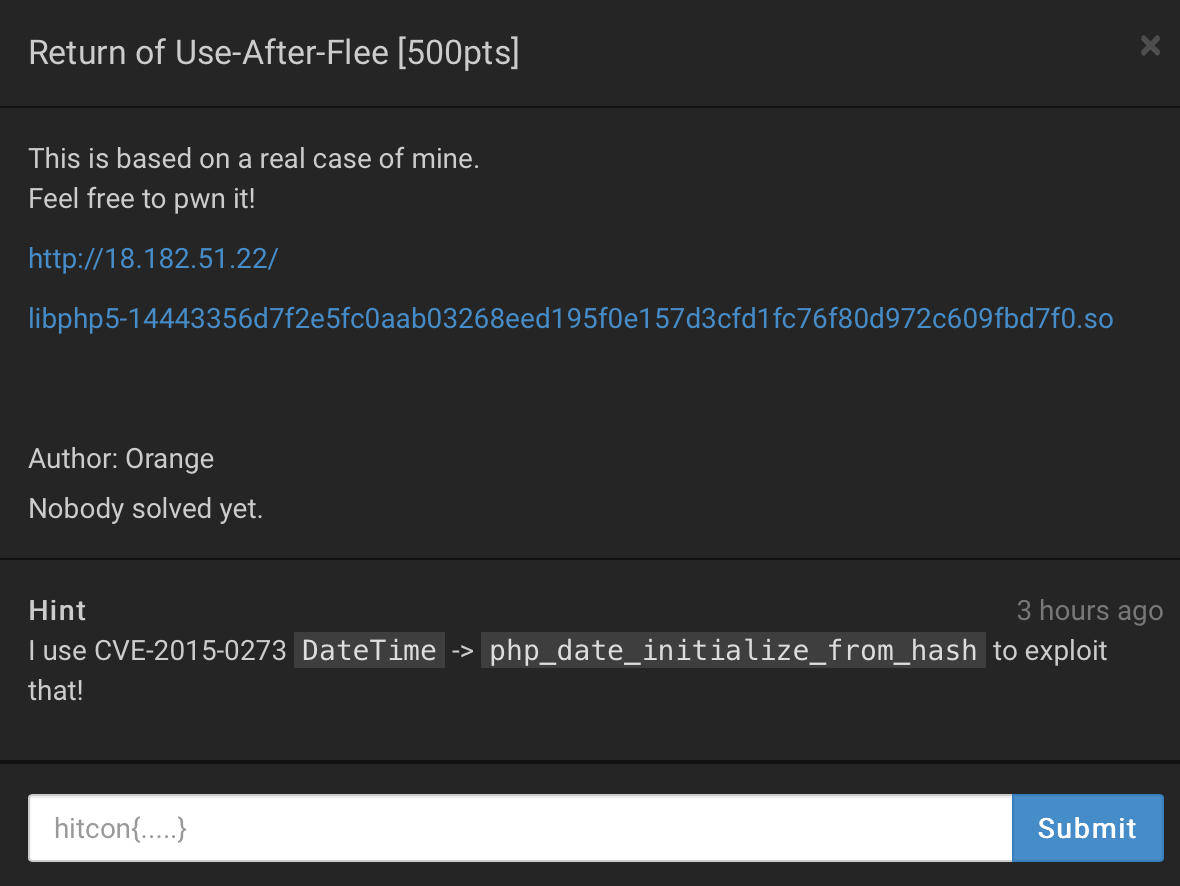 Return of Use-After-Flee [500pts]
×
This is based on a real case of mine.
Feel free to pwn it!
http://18.182.51.22/
libphp5-14443356d7f2e5fc0aab03268eed195f0e157d3cfd1fc76f80d972c609fbd7f0.so
Author: Orange
Nobody solved yet.
Hint 3 hours ago
I use CVE-2015-0273 DateTime -> php_date_initialize_from_hash to exploit
that!
hitcon{.....} Submit